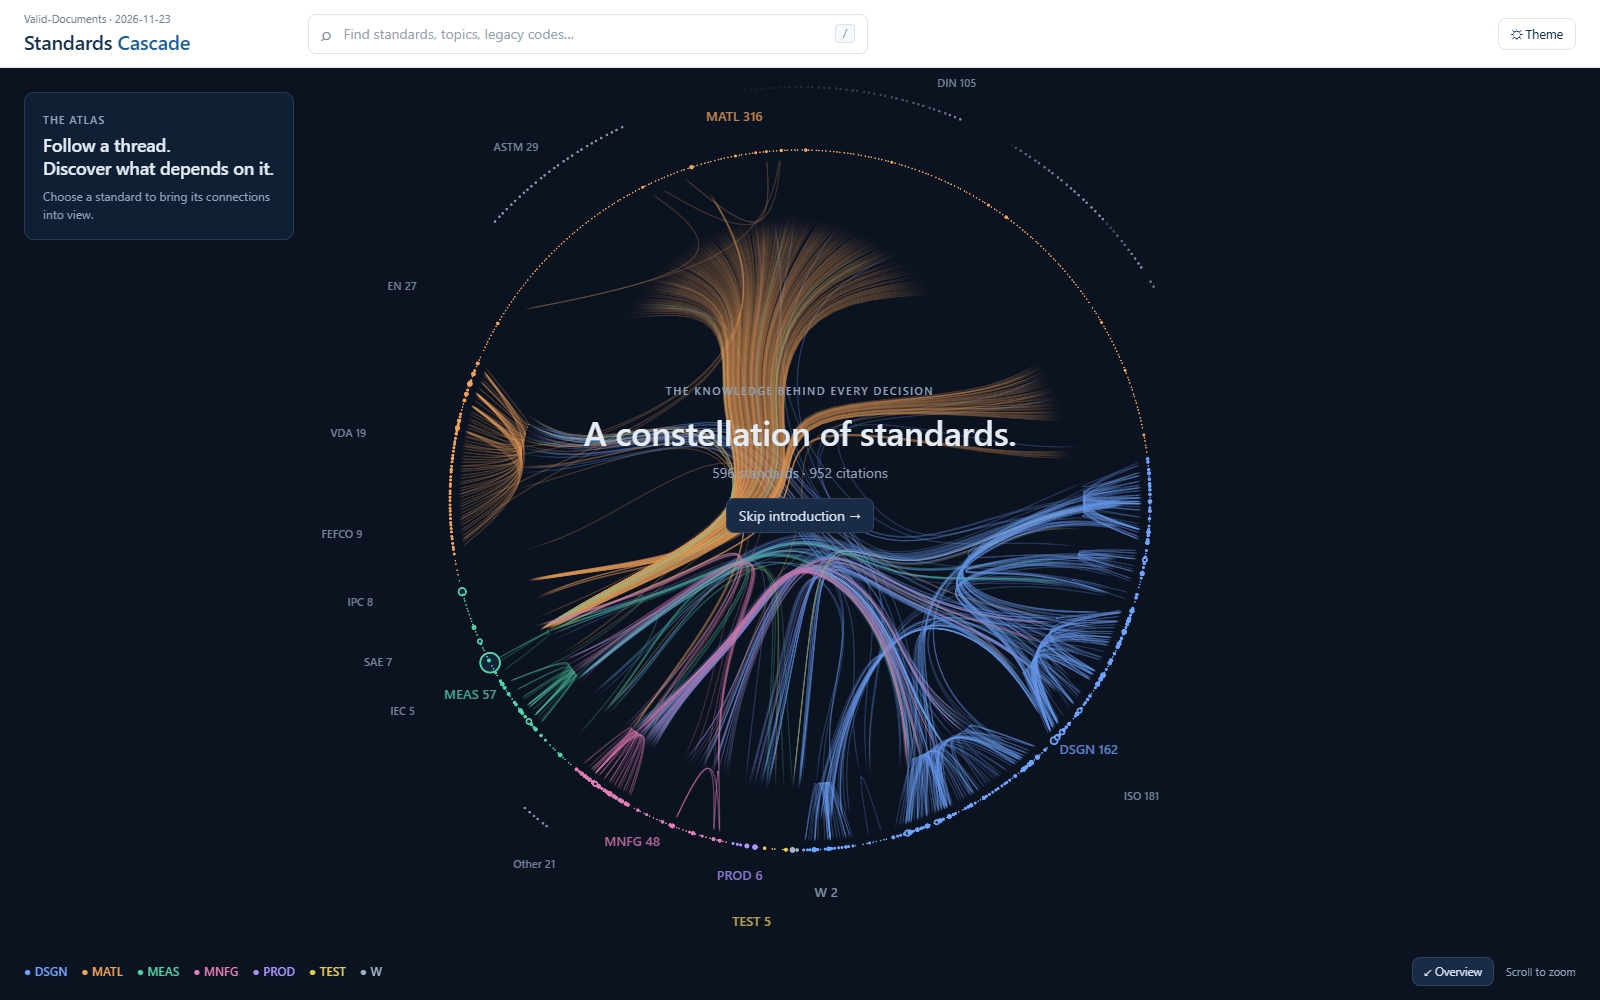 Valid-Documents · 2026-11-23
Standards Cascade
Find standards, topics, legacy codes...
/
Theme
THE ATLAS
Follow a thread.
Discover what depends on it.
Choose a standard to bring its connections
into view.
DIN 105
MATL 316
ASTM 29
EN 27
THE KNOWLEDGE BEHIND EVERY DECISION
A constellation of standards.
596 standards · 952 citations
Skip introduction →
VDA 19
FEFCO 9
IPC 8
SAE 7
MEAS 57
IEC 5
DSGN 162
ISO 181
MNFG 48
Other 21
PROD 6
W 2
TEST 5
DSGN
MATL
MEAS
MNFG
PROD
TEST
W
↙ Overview
Scroll to zoom